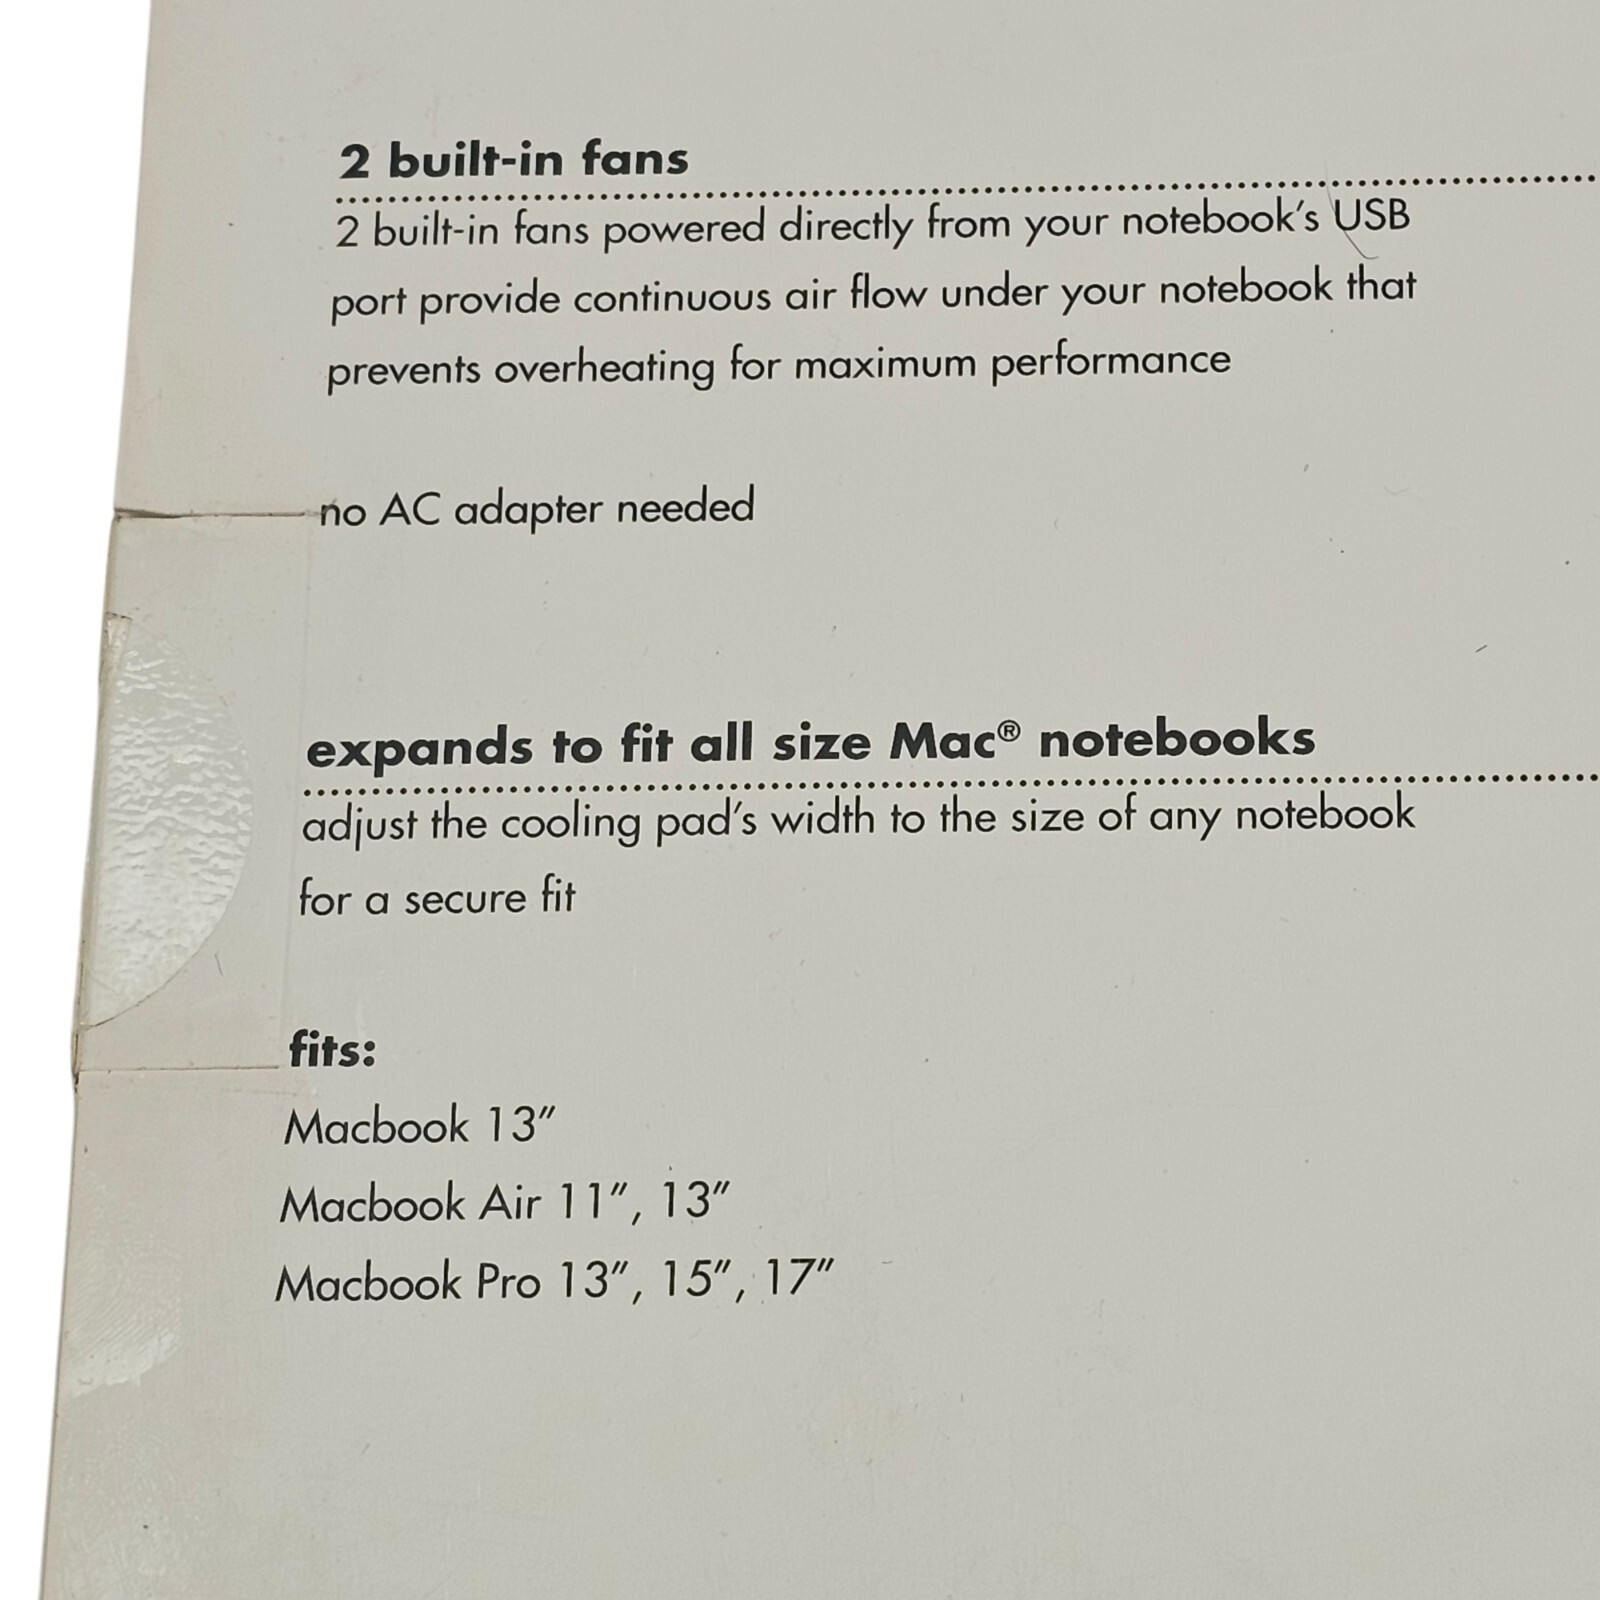 2 built-in fans
2 built-in fans powered directly from your notebook's USB
port provide continuous air flow under your notebook that
prevents overheating for maximum performance
no AC adapter needed
expands to fit all size Mac® notebooks
adjust the cooling pad's width to the size of any notebook
for a secure fit
fits:
Macbook 13"
Macbook Air 11", 13"
Macbook Pro 13", 15", 17"